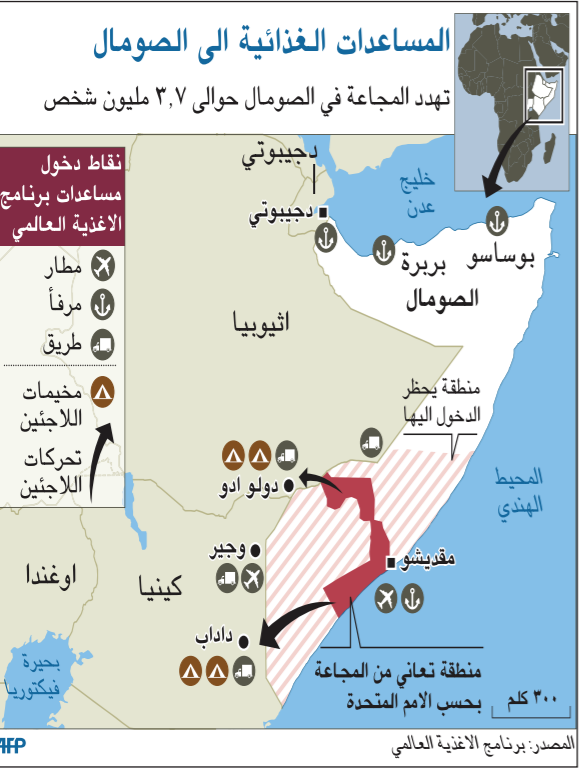 المساعدات الغذائية الى الصومال
تهدد المجاعة في الصومال حوالى ٣,٧ مليون شخص
نقاط دخول
مساعدات برنامج
الاغذية العالمي
مطار
مرفأ
طريق
مخيمات
اللاجئين
تحركات
اللاجئين
دجيبوتي
دجيبوتي
خليج
عدن
بوساسو
بربرة
الصومال
اثيوبيا
منطقة يحظر
الدخول اليها
المحيط
الهندي
دولو ادو
مقديشو
وجير
كينيا
اوغندا
داداب
بحيرة
فيكتوريا
منطقة تعاني من المجاعة
بحسب الامم المتحدة
٣٠٠ كلم
المصدر: برنامج الاغذية العالمي
AFP